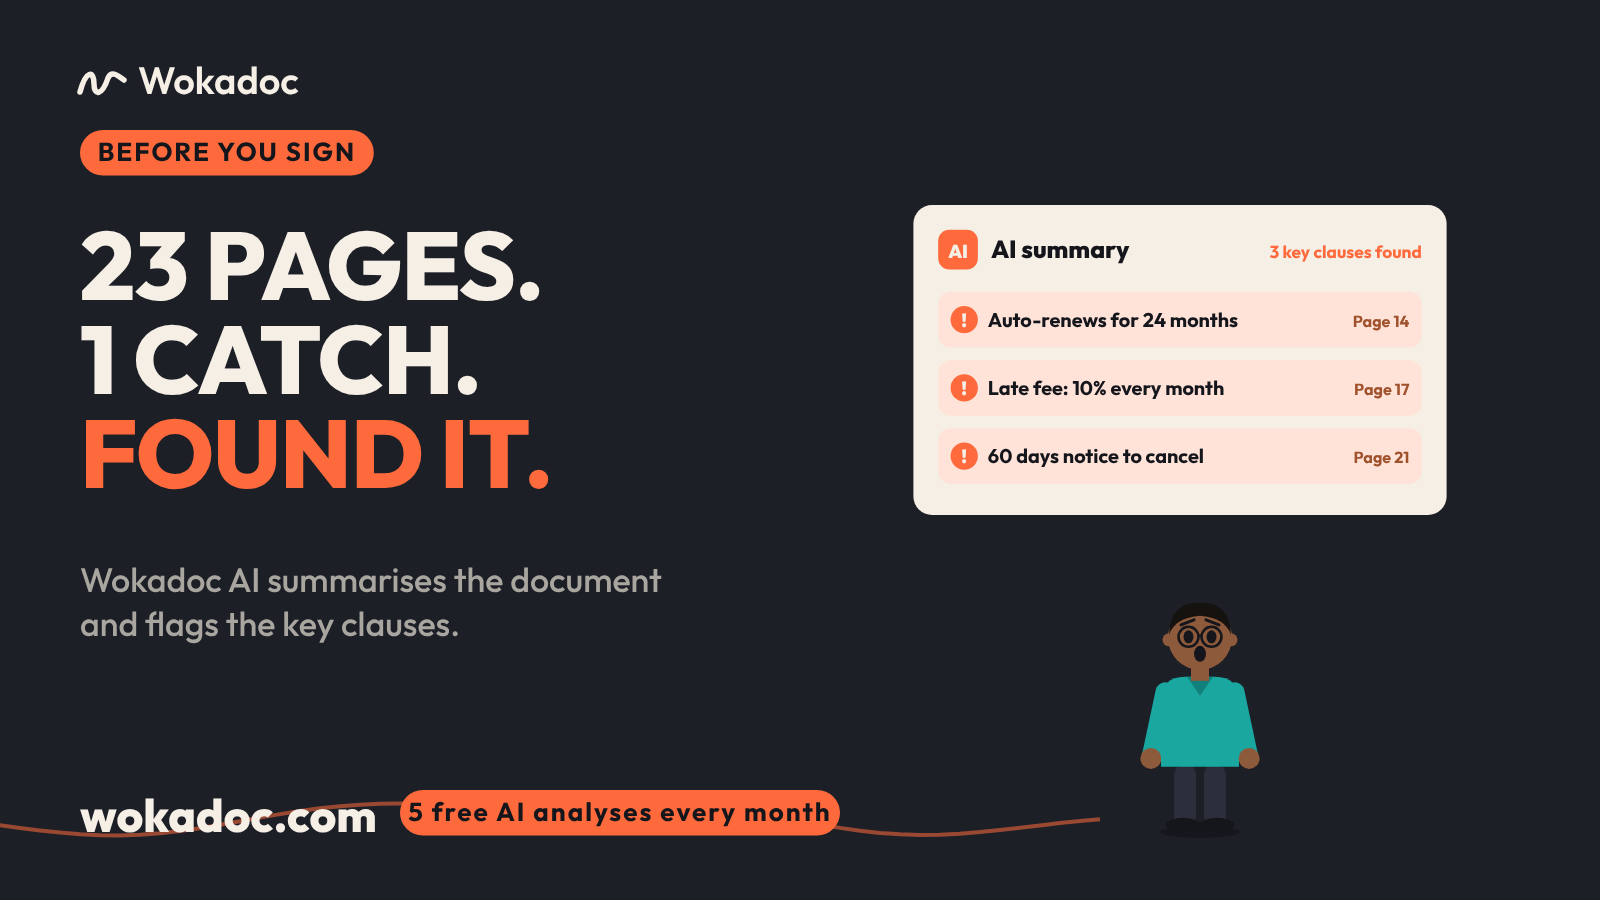 Wokadoc
BEFORE YOU SIGN
23 PAGES.
1 CATCH.
FOUND IT.
Wokadoc AI summarises the document
and flags the key clauses.
wokadoc.com
5 free AI analyses every month
AI
AI summary
3 key clauses found
! Auto-renews for 24 months Page 14
! Late fee: 10% every month Page 17
! 60 days notice to cancel Page 21